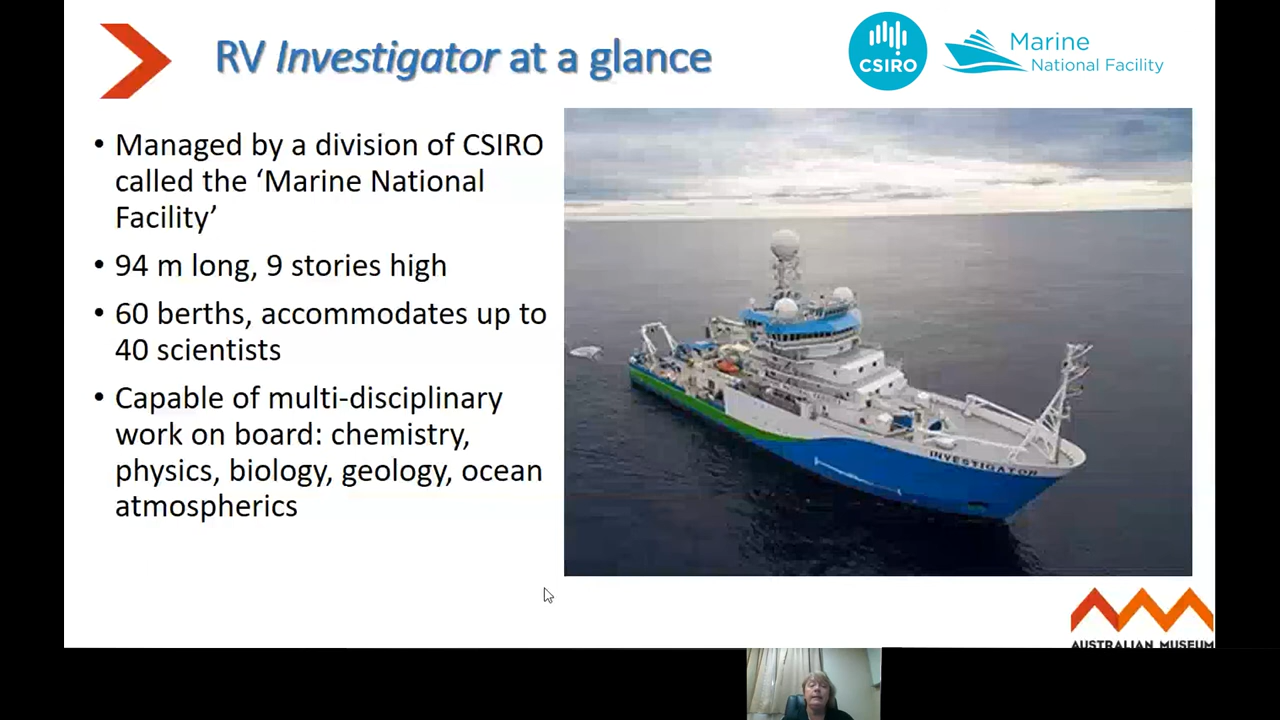 RV Investigator at a glance
CSIRO
Marine
National Facility
• Managed by a division of CSIRO
called the ‘Marine National
Facility’
• 94 m long, 9 stories high
• 60 berths, accommodates up to
40 scientists
• Capable of multi-disciplinary
work on board: chemistry,
physics, biology, geology, ocean
atmospherics
INVESTIGATOR
AUSTRALIAN MUSEUM